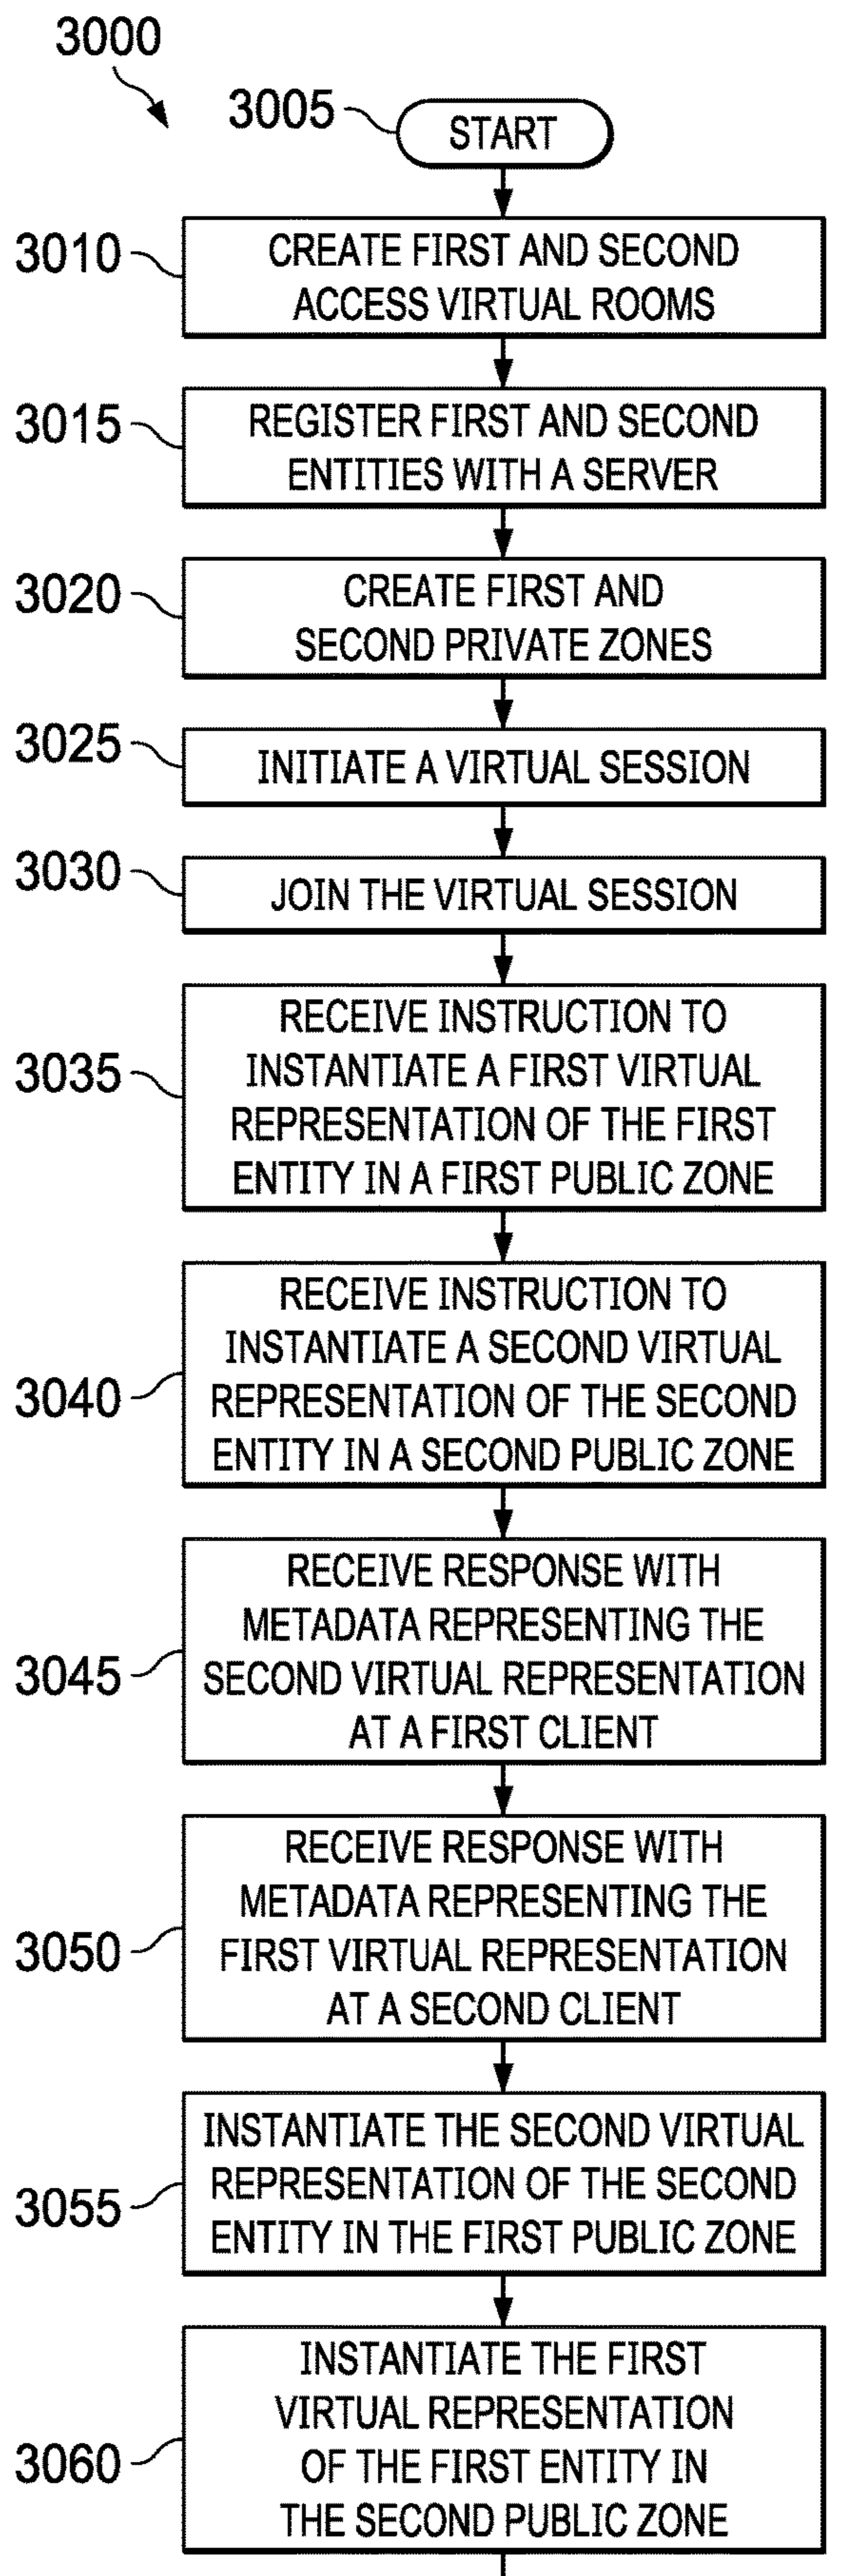 3000
3005
START
3010
CREATE FIRST AND SECOND
ACCESS VIRTUAL ROOMS
3015
REGISTER FIRST AND SECOND
ENTITIES WITH A SERVER
3020
CREATE FIRST AND
SECOND PRIVATE ZONES
3025
INITIATE A VIRTUAL SESSION
3030
JOIN THE VIRTUAL SESSION
3035
RECEIVE INSTRUCTION TO
INSTANTIATE A FIRST VIRTUAL
REPRESENTATION OF THE FIRST
ENTITY IN A FIRST PUBLIC ZONE
3040
RECEIVE INSTRUCTION TO
INSTANTIATE A SECOND VIRTUAL
REPRESENTATION OF THE SECOND
ENTITY IN A SECOND PUBLIC ZONE
3045
RECEIVE RESPONSE WITH
METADATA REPRESENTING THE
SECOND VIRTUAL REPRESENTATION
AT A FIRST CLIENT
3050
RECEIVE RESPONSE WITH
METADATA REPRESENTING THE
FIRST VIRTUAL REPRESENTATION
AT A SECOND CLIENT
3055
INSTANTIATE THE SECOND VIRTUAL
REPRESENTATION OF THE SECOND
ENTITY IN THE FIRST PUBLIC ZONE
3060
INSTANTIATE THE FIRST
VIRTUAL REPRESENTATION
OF THE FIRST ENTITY IN
THE SECOND PUBLIC ZONE